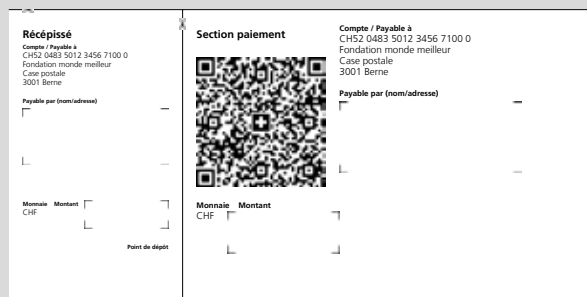 Récépissé
Compte / Payable à
CH52 0483 5012 3456 7100 0
Fondation monde meilleur
Case postale
3001 Berne
Payable par (nom/adresse)
Monnaie Montant
CHF
Point de dépôt
Section paiement
Monnaie Montant
CHF
Compte / Payable à
CH52 0483 5012 3456 7100 0
Fondation monde meilleur
Case postale
3001 Berne
Payable par (nom/adresse)